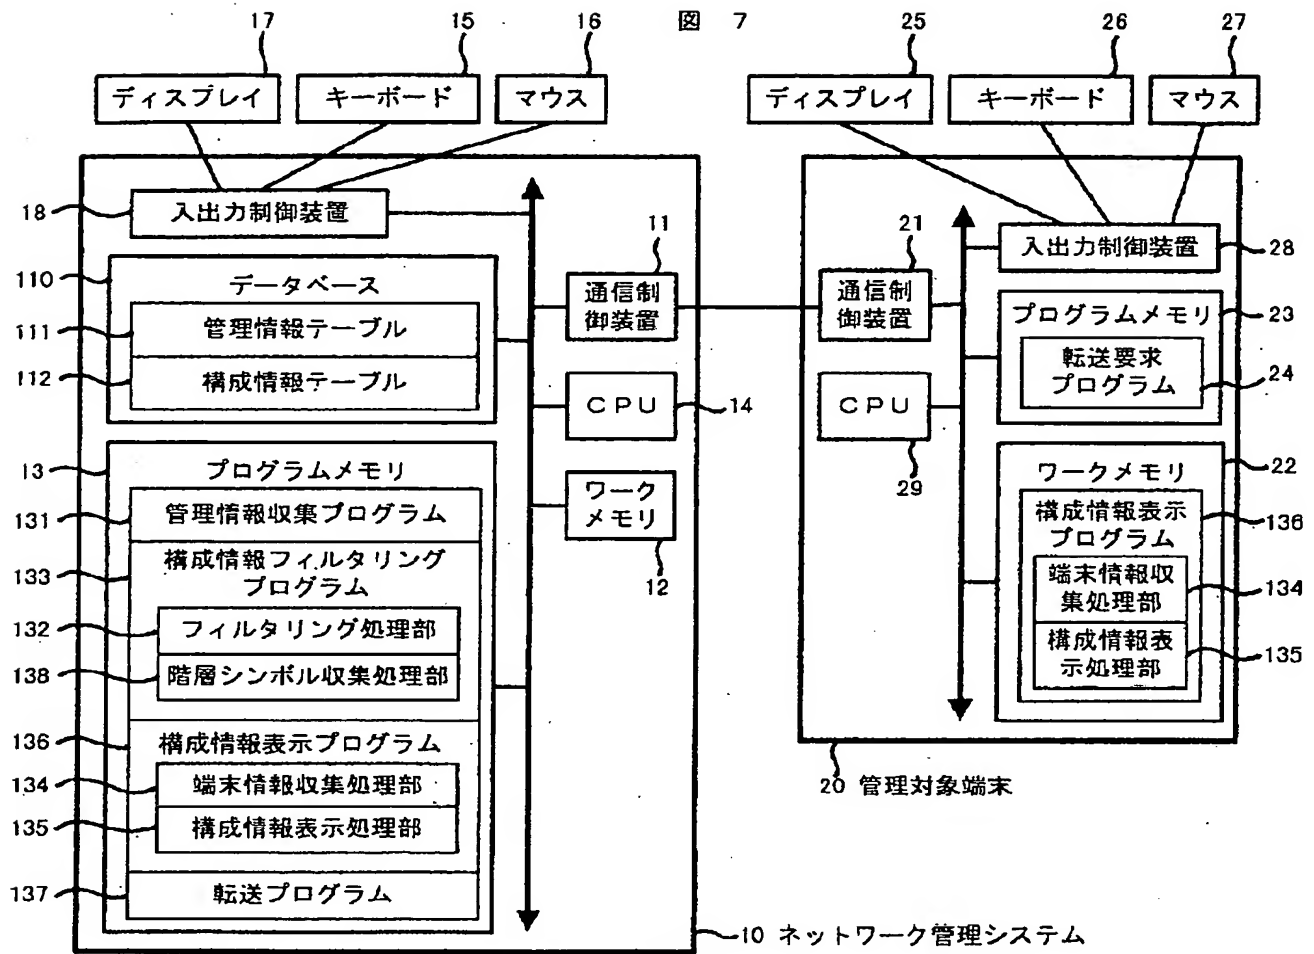 図 7
17
15
16
25
26
27
ディスプレイ
キーボード
マウス
ディスプレイ
キーボード
マウス
18
入出力制御装置
110
データベース
111
管理情報テーブル
112
構成情報テーブル
13
プログラムメモリ
131
管理情報収集プログラム
133
構成情報フィルタリング
プログラム
132
フィルタリング処理部
138
階層シンボル収集処理部
136
構成情報表示プログラム
134
端末情報収集処理部
135
構成情報表示処理部
137
転送プログラム
11
通信制
御装置
CPU
14
ワーク
メモリ
12
10 ネットワーク管理システム
21
通信制
御装置
CPU
29
入出力制御装置
28
プログラムメモリ
23
転送要求
プログラム
24
ワークメモリ
22
構成情報表示
プログラム
136
端末情報収
集処理部
134
構成情報表
示処理部
135
20 管理対象端末